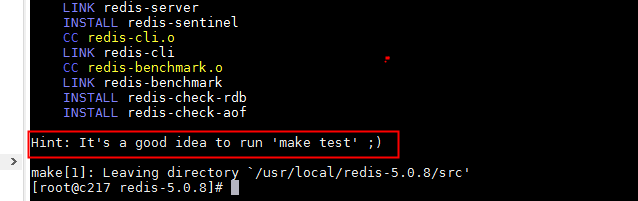 LINK redis-server
INSTALL redis-sentinel
CC redis-cli.o
LINK redis-cli
CC redis-benchmark.o
LINK redis-benchmark
INSTALL redis-check-rdb
INSTALL redis-check-aof
Hint: It's a good idea to run 'make test' ;)
make[1]: Leaving directory `/usr/local/redis-5.0.8/src'
[root@c217 redis-5.0.8]#